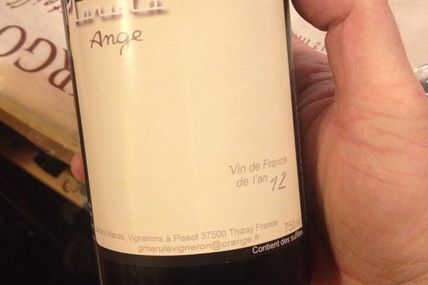 Ange
Vin de France
de l'an 12
Marula, Vignerons à Pissot 37500 Thizay France
750
gmarulavigneron@orange.fr
Contient des sulfites